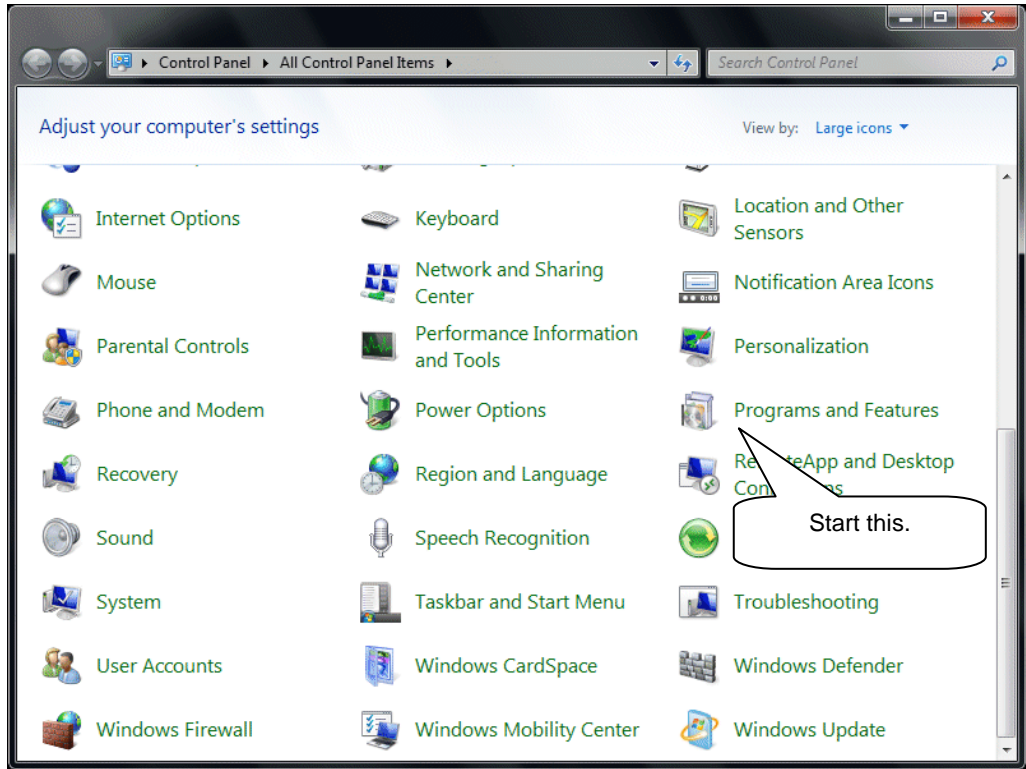 Control Panel All Control Panel Items
Search Control Panel
Adjust your computer's settings
View by: Large icons
Internet Options
Keyboard
Location and Other
Sensors
Mouse
Network and Sharing
Center
Notification Area Icons
Parental Controls
Performance Information
and Tools
Personalization
Phone and Modem
Power Options
Programs and Features
Recovery
Region and Language
and Desktop
Start this.
Sound
Speech Recognition
System
Taskbar and Start Menu
Troubleshooting
User Accounts
Windows CardSpace
Windows Defender
Windows Firewall
Windows Mobility Center
Windows Update